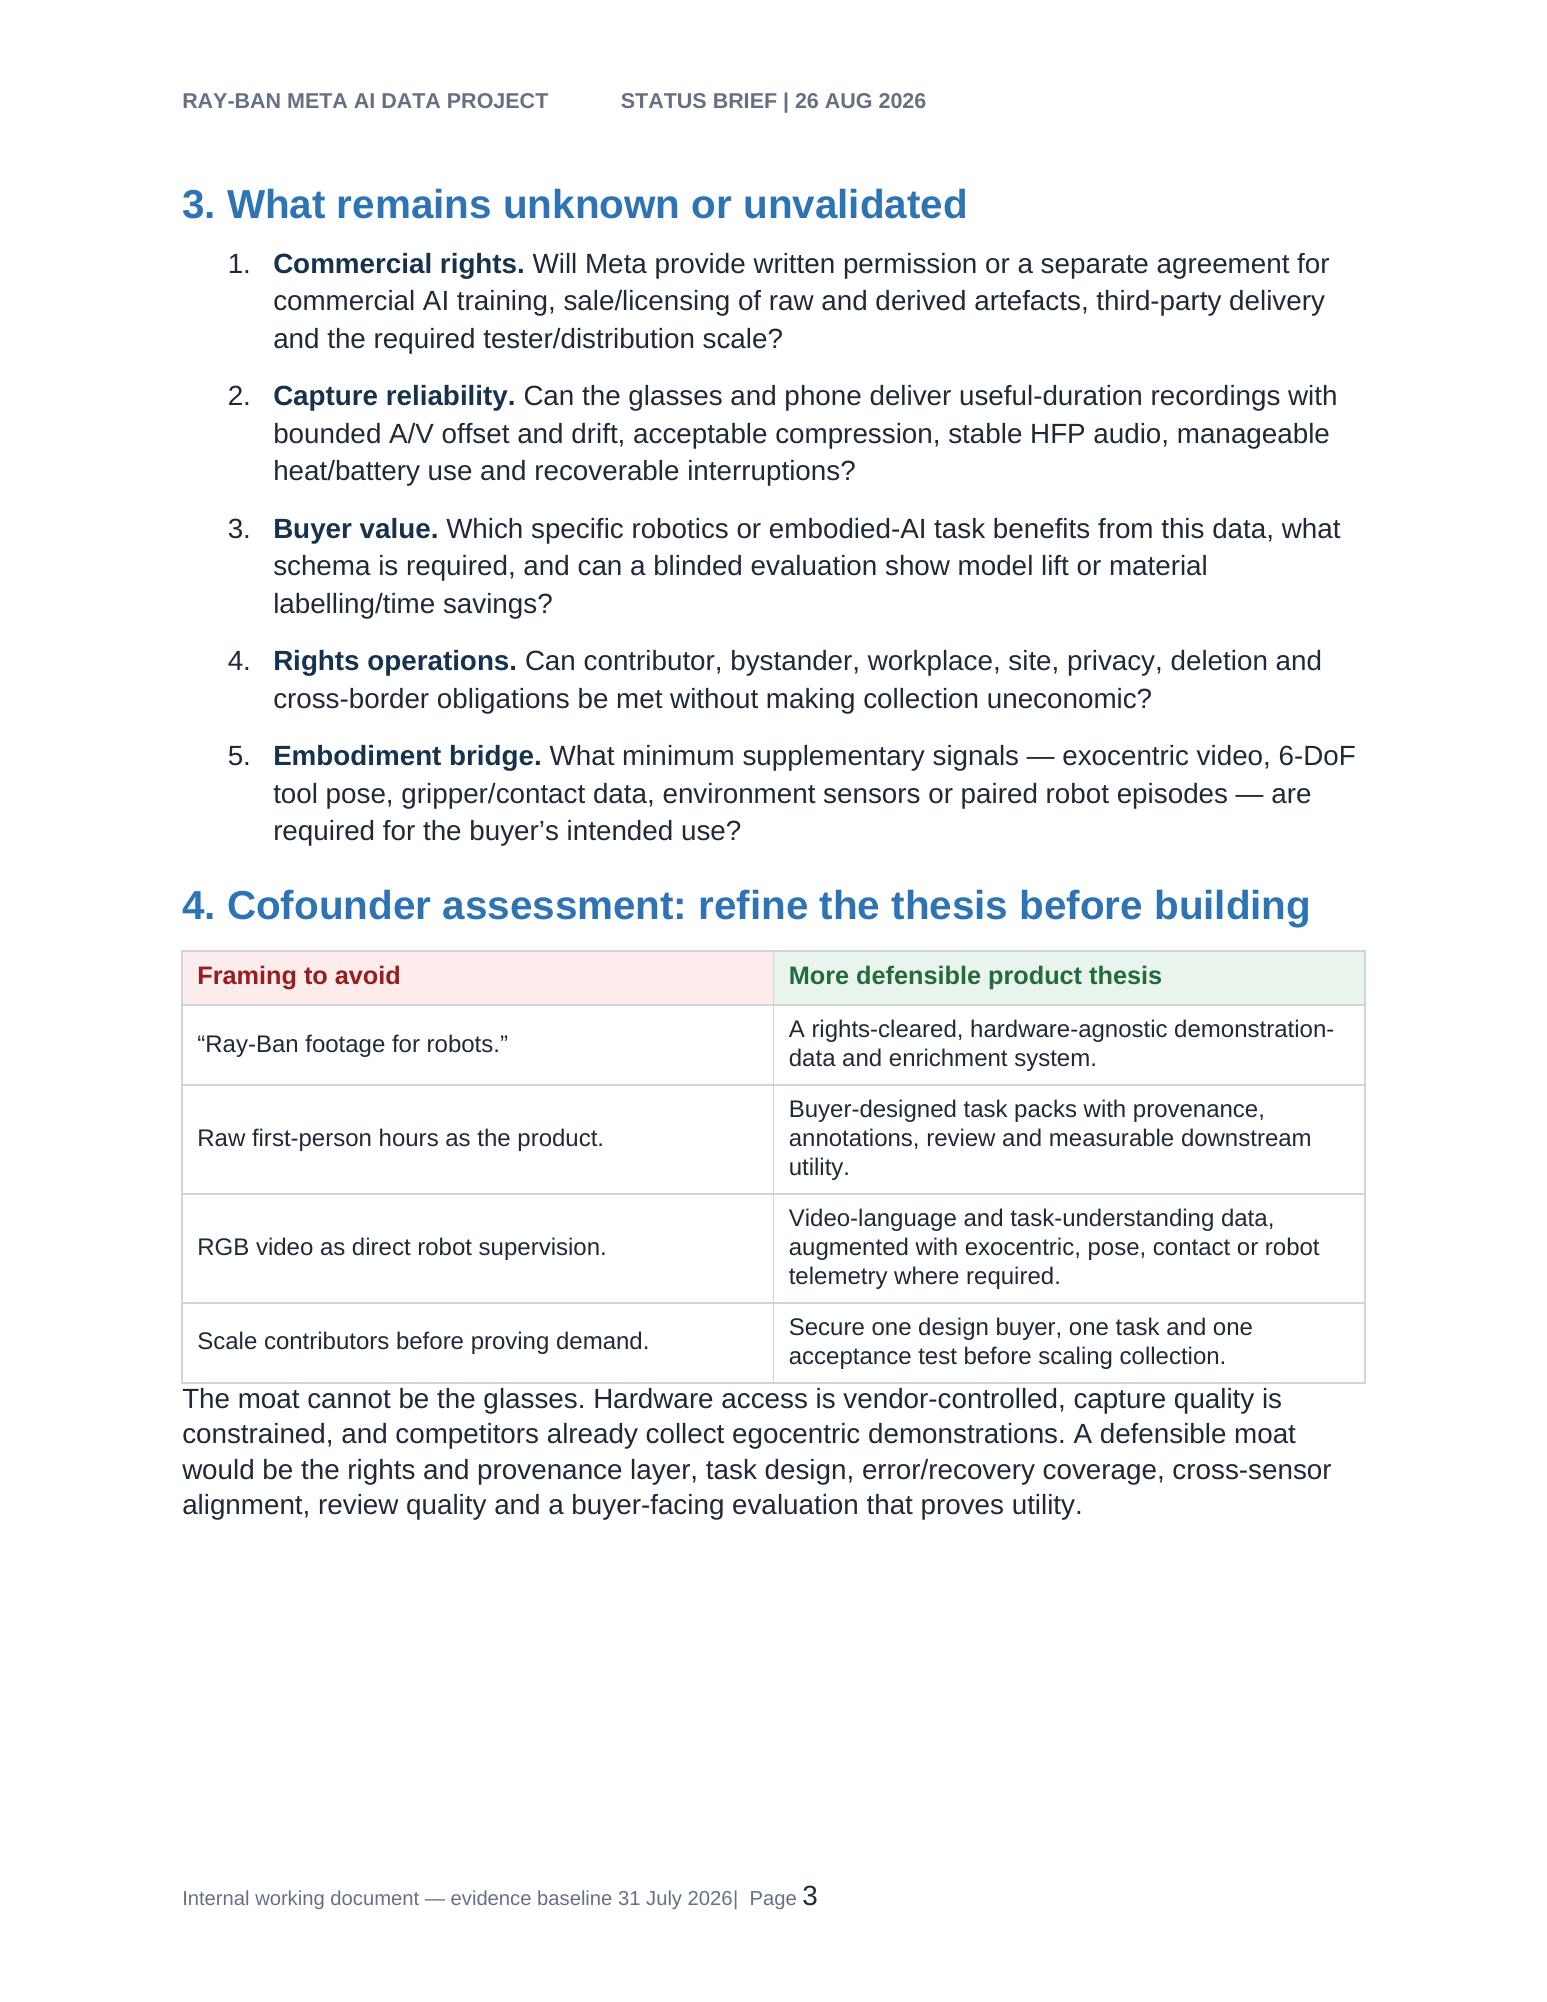 RAY-BAN META AI DATA PROJECT STATUS BRIEF | 26 AUG 2026
3. What remains unknown or unvalidated
1. Commercial rights. Will Meta provide written permission or a separate agreement for
commercial AI training, sale/licensing of raw and derived artefacts, third-party delivery
and the required tester/distribution scale?
2. Capture reliability. Can the glasses and phone deliver useful-duration recordings with
bounded A/V offset and drift, acceptable compression, stable HFP audio, manageable
heat/battery use and recoverable interruptions?
3. Buyer value. Which specific robotics or embodied-AI task benefits from this data, what
schema is required, and can a blinded evaluation show model lift or material
labelling/time savings?
4. Rights operations. Can contributor, bystander, workplace, site, privacy, deletion and
cross-border obligations be met without making collection uneconomic?
5. Embodiment bridge. What minimum supplementary signals — exocentric video, 6-DoF
tool pose, gripper/contact data, environment sensors or paired robot episodes — are
required for the buyer’s intended use?
4. Cofounder assessment: refine the thesis before building
Framing to avoid
More defensible product thesis
“Ray-Ban footage for robots.”
A rights-cleared, hardware-agnostic demonstration-
data and enrichment system.
Raw first-person hours as the product.
Buyer-designed task packs with provenance,
annotations, review and measurable downstream
utility.
RGB video as direct robot supervision.
Video-language and task-understanding data,
augmented with exocentric, pose, contact or robot
telemetry where required.
Scale contributors before proving demand.
Secure one design buyer, one task and one
acceptance test before scaling collection.
The moat cannot be the glasses. Hardware access is vendor-controlled, capture quality is
constrained, and competitors already collect egocentric demonstrations. A defensible moat
would be the rights and provenance layer, task design, error/recovery coverage, cross-sensor
alignment, review quality and a buyer-facing evaluation that proves utility.
Internal working document — evidence baseline 31 July 2026| Page 3